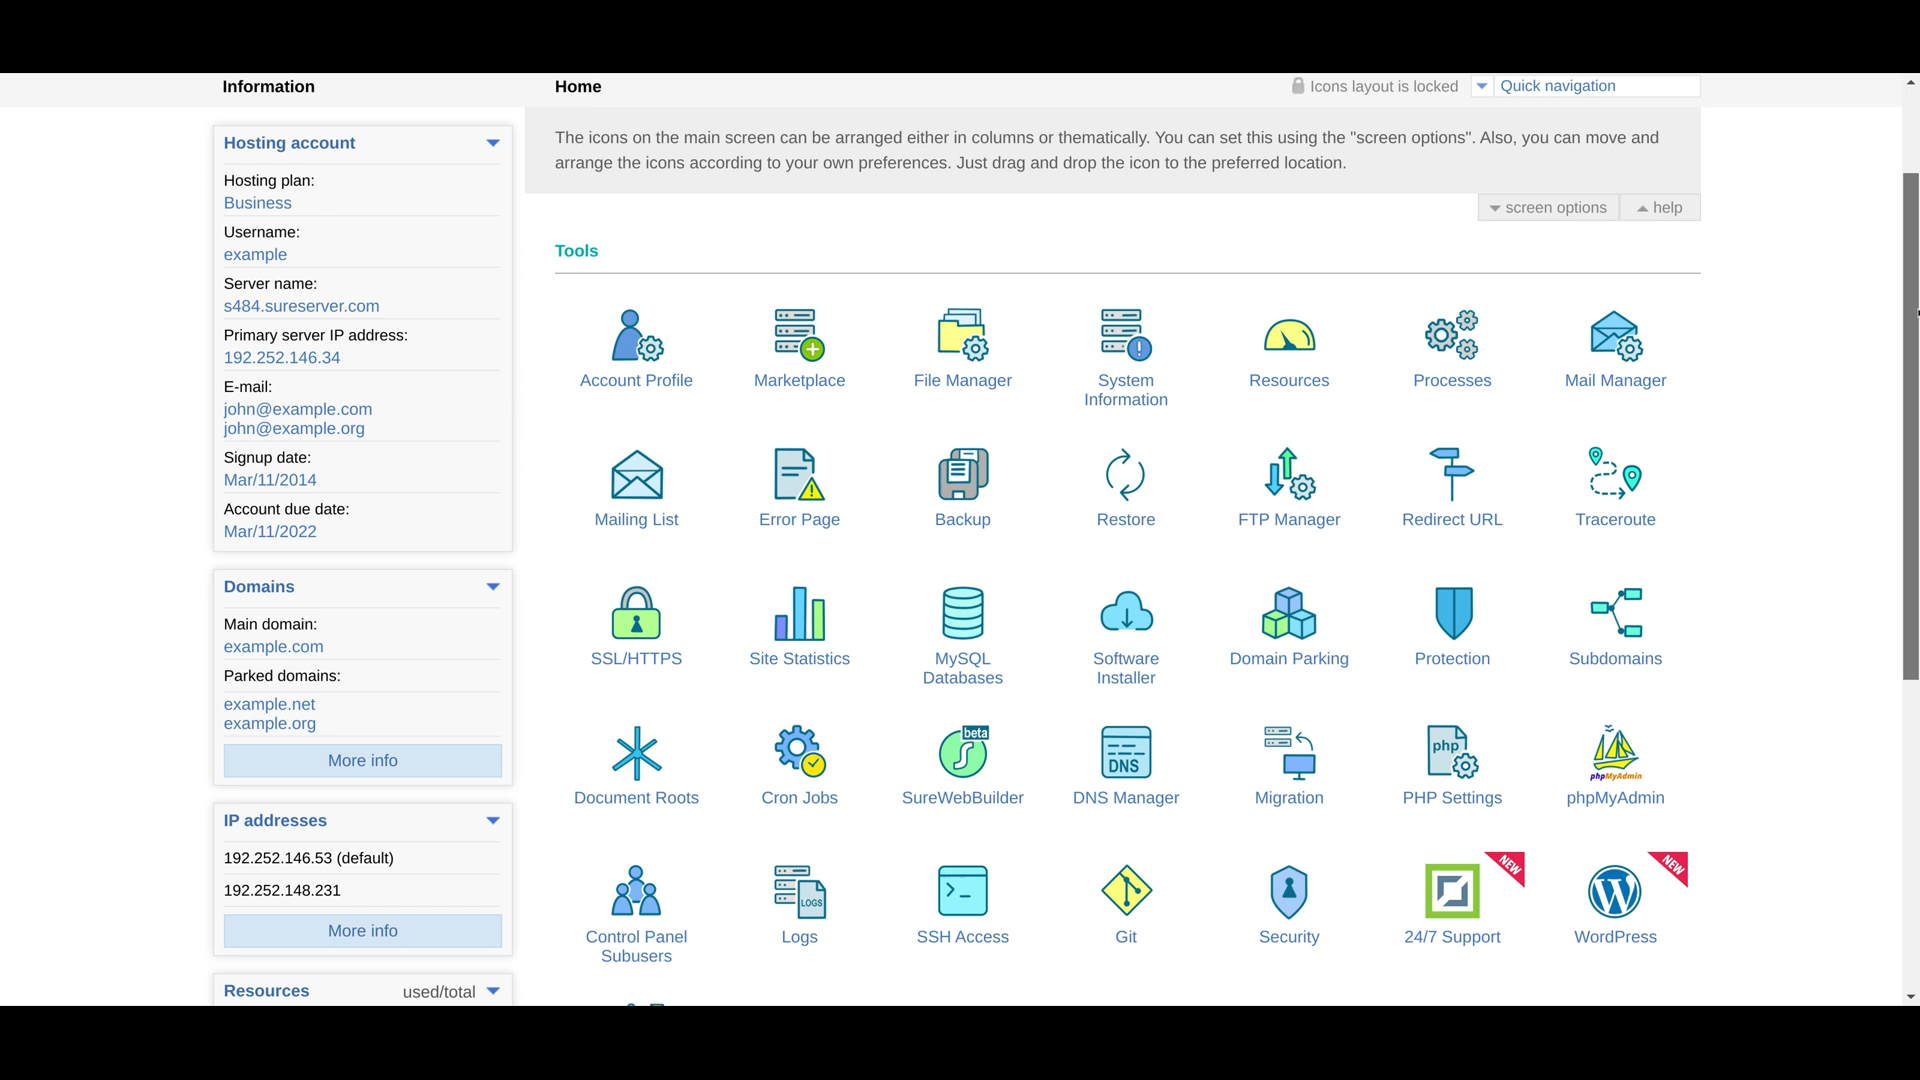 Information
Home
Icons layout is locked
Quick navigation
The icons on the main screen can be arranged either in columns or thematically. You can set this using the "screen options". Also, you can move and
arrange the icons according to your own preferences. Just drag and drop the icon to the preferred location.
screen options
help
Hosting account
Hosting plan:
Business
Username:
example
Server name:
s484.sureserver.com
Primary server IP address:
192.252.146.34
E-mail:
john@example.com
john@example.org
Signup date:
Mar/11/2014
Account due date:
Mar/11/2022
Domains
Main domain:
example.com
Parked domains:
example.net
example.org
More info
IP addresses
192.252.146.53 (default)
192.252.148.231
More info
Resources used/total
Tools
Account Profile
Marketplace
File Manager
System
Information
Resources
Processes
Mail Manager
Mailing List
Error Page
Backup
Restore
FTP Manager
Redirect URL
Traceroute
SSL/HTTPS
Site Statistics
MySQL
Databases
Software
Installer
Domain Parking
Protection
Subdomains
Document Roots
Cron Jobs
beta
SureWebBuilder
DNS
DNS Manager
Migration
php
PHP Settings
phpMyAdmin
phpMyAdmin
Control Panel
Subusers
LOGS
Logs
SSH Access
Git
Security
NEW
24/7 Support
NEW
WordPress